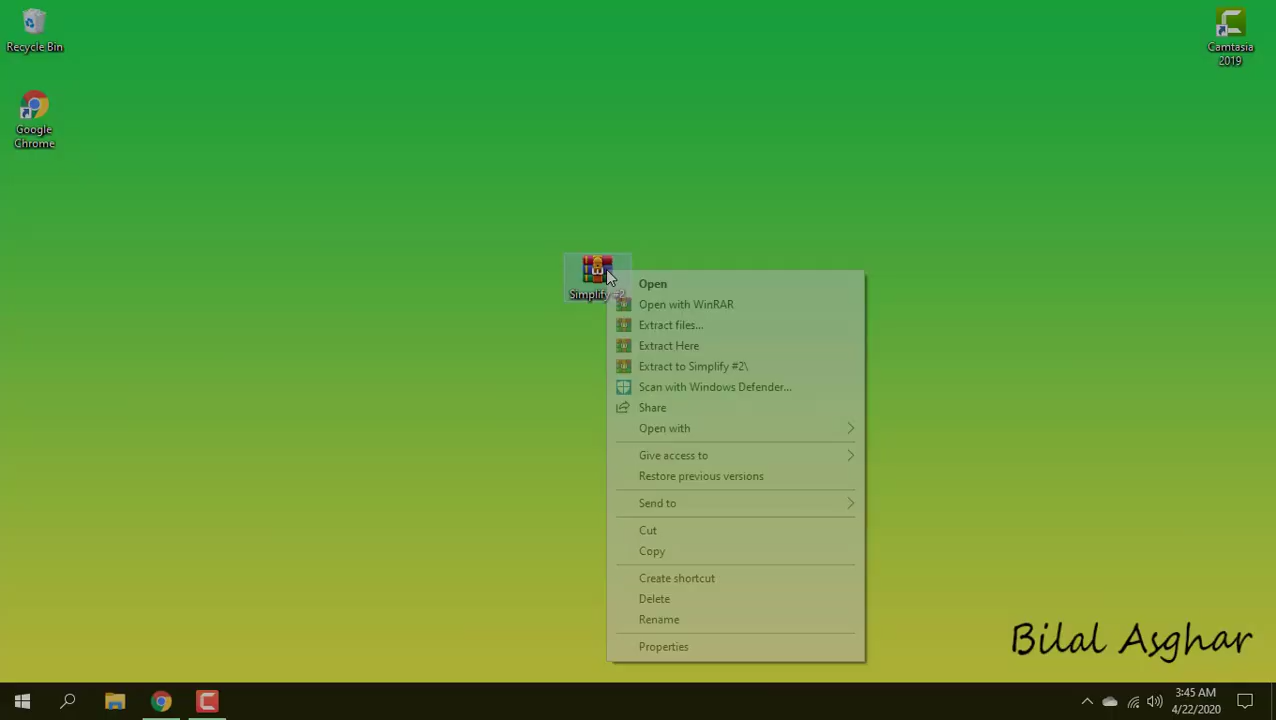 Recycle Bin
Camtasia
2019
Google
Chrome
Simplify #2
Open
Open with WinRAR
Extract files...
Extract Here
Extract to Simplify #2\
Scan with Windows Defender...
Share
Open with
Give access to
Restore previous versions
Send to
Cut
Copy
Create shortcut
Delete
Rename
Properties
Bilal Asghar
3:45 AM
4/22/2020